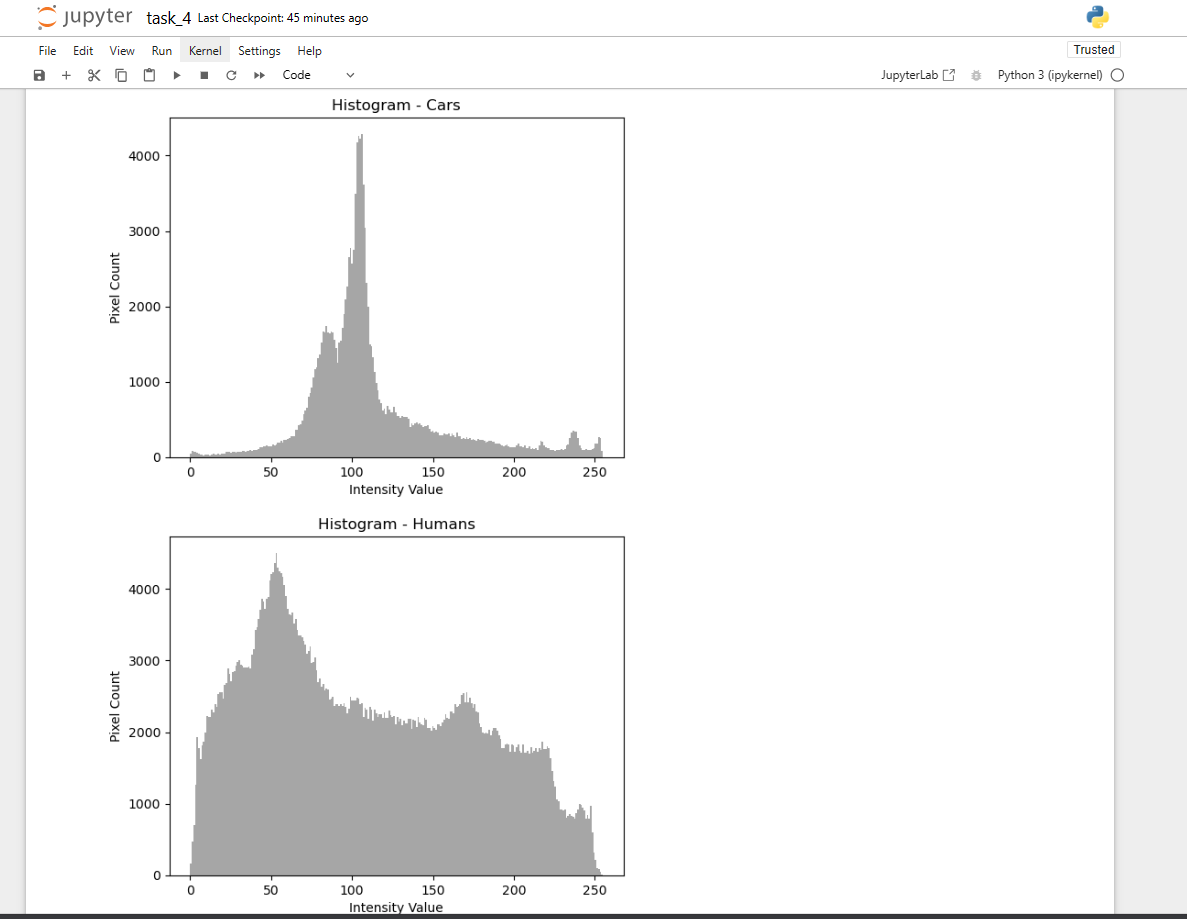 jupyter task_4 Last Checkpoint: 45 minutes ago
File Edit View Run Kernel Settings Help Trusted
Code JupyterLab Python 3 (ipykernel)
Histogram - Cars
4000
3000
2000
1000
0
Pixel Count
0 50 100 150 200 250
Intensity Value
Histogram - Humans
4000
3000
2000
1000
0
Pixel Count
0 50 100 150 200 250
Intensity Value